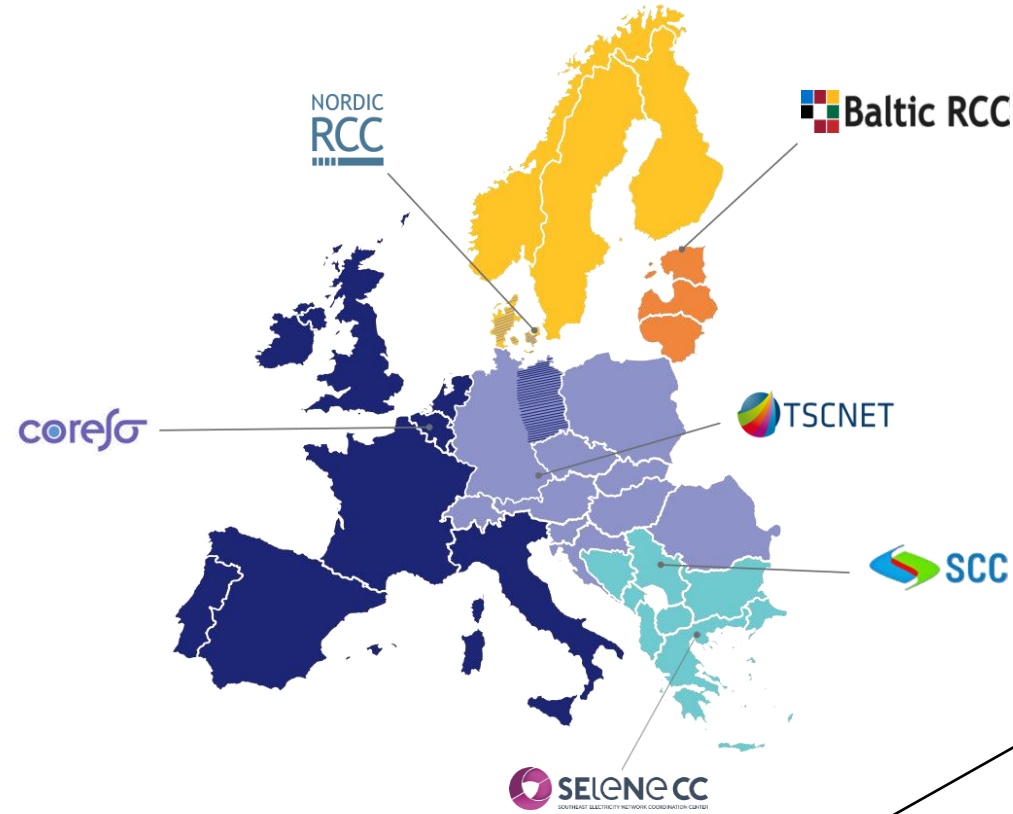 NORDIC
RCC
Baltic RCC
coreso
TSCNET
SCC
SELENE CC
SOUTHEAST ELECTRICITY NETWORK COORDINATION CENTER